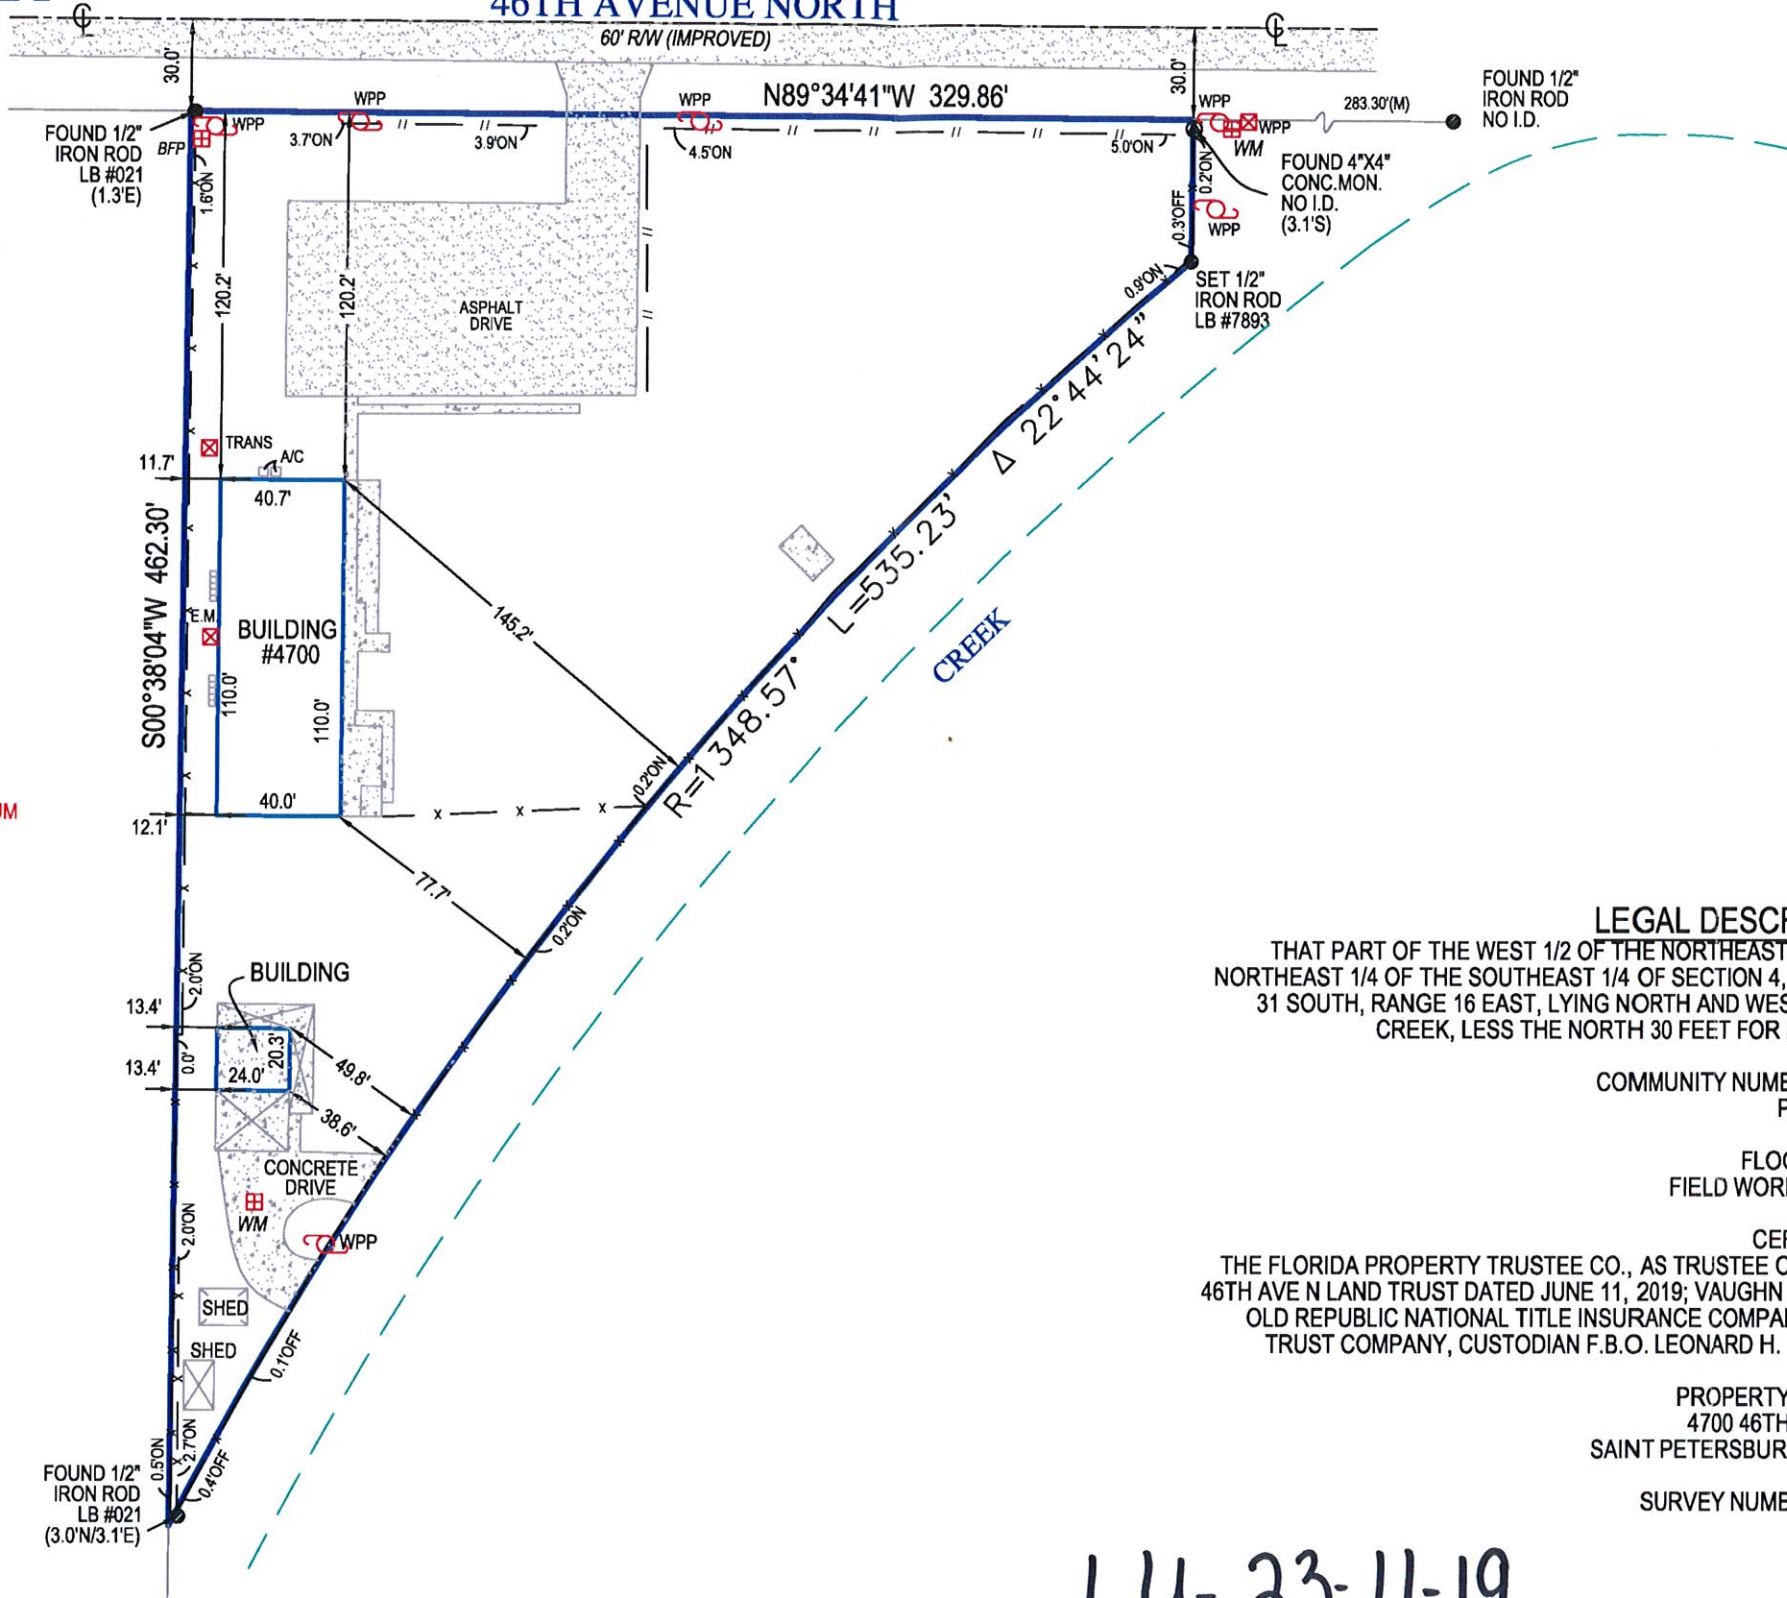 46TH AVENUE NORTH
60' R/W (IMPROVED)
30.0'
30.0'
N89°34'41"W 329.86'
283.30'(M)
FOUND 1/2"
IRON ROD
NO I.D.
FOUND 1/2"
IRON ROD
LB #021
(1.3'E)
BFP
WPP
WPP
WPP
WPP
WPP
WM
3.7'ON
3.9'ON
4.5'ON
5.0'ON
1.6'ON
0.2'ON
0.3'OFF
FOUND 4"X4"
CONC.MON.
NO I.D.
(3.1'S)
WPP
0.9'ON
SET 1/2"
IRON ROD
LB #7893
120.2'
120.2'
ASPHALT
DRIVE
TRANS
A/C
11.7'
40.7'
S00°38'04"W 462.30'
E.M.
BUILDING
#4700
110.0'
110.0'
145.2'
Δ 22°44'24"
L=535.23'
R=1348.57'
CREEK
0.2'ON
40.0'
12.1'
UM
77.7'
0.2'ON
2.0'ON
BUILDING
13.4'
20.3'
0.0'
24.0'
13.4'
49.8'
38.6'
CONCRETE
DRIVE
WM
WPP
2.0'ON
SHED
SHED
0.1'OFF
0.5'ON
2.7'ON
0.4'OFF
FOUND 1/2"
IRON ROD
LB #021
(3.0'N/3.1'E)
LEGAL DESCR
THAT PART OF THE WEST 1/2 OF THE NORTHEAST
NORTHEAST 1/4 OF THE SOUTHEAST 1/4 OF SECTION 4,
31 SOUTH, RANGE 16 EAST, LYING NORTH AND WES
CREEK, LESS THE NORTH 30 FEET FOR
COMMUNITY NUMB
P
FLOO
FIELD WOR
CER
THE FLORIDA PROPERTY TRUSTEE CO., AS TRUSTEE O
46TH AVE N LAND TRUST DATED JUNE 11, 2019; VAUGHN
OLD REPUBLIC NATIONAL TITLE INSURANCE COMPA
TRUST COMPANY, CUSTODIAN F.B.O. LEONARD H.
PROPERTY
4700 46TH
SAINT PETERSBUR
SURVEY NUMB
23-11-19